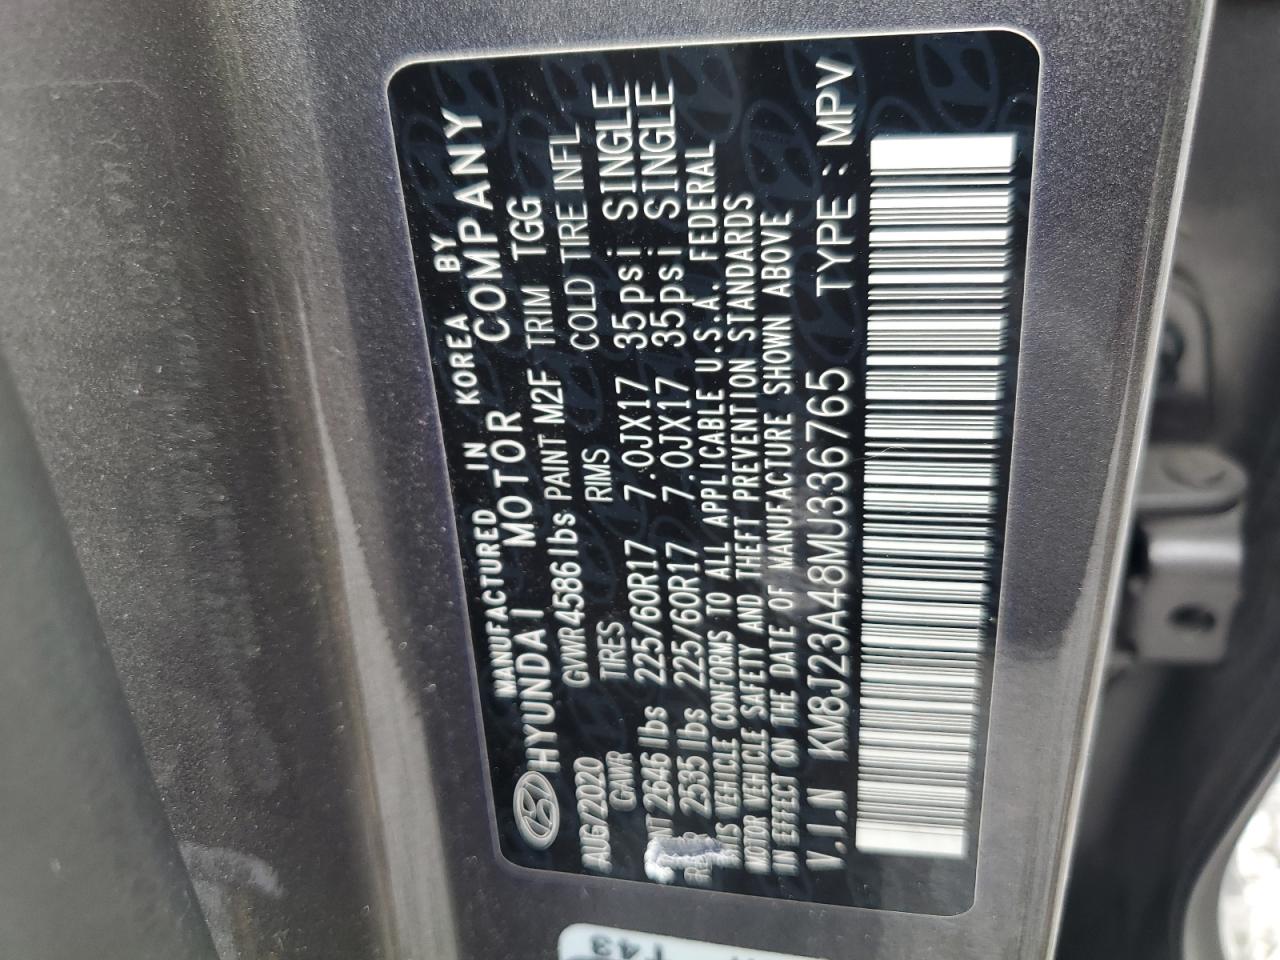 MANUFACTURED IN KOREA BY
HYUNDAI MOTOR COMPANY
AUG/2020 GVWR 4586lbs PAINT M2F TRIM TGG
GAWR TIRES RIMS COLD TIRE INFL
2646 lbs 225/60R17 7.0JX17 35psi SINGLE
2535 lbs 225/60R17 7.0JX17 35psi SINGLE
THIS VEHICLE CONFORMS TO ALL APPLICABLE U.S.A. FEDERAL
MOTOR VEHICLE SAFETY AND THEFT PREVENTION STANDARDS
IN EFFECT ON THE DATE OF MANUFACTURE SHOWN ABOVE
V.I.N KM8J23A48MU336765 TYPE : MPV